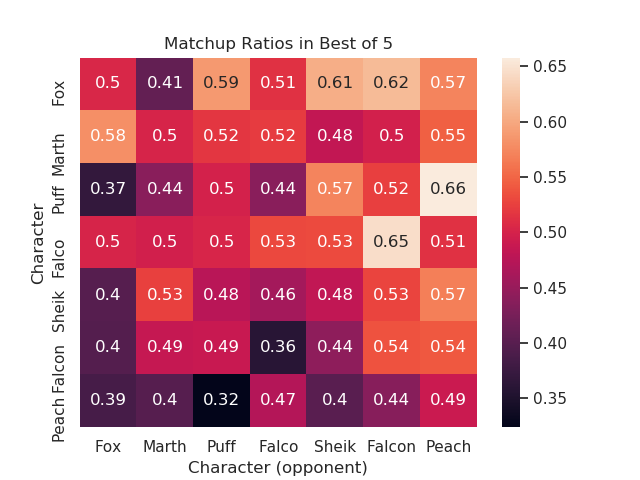 Matchup Ratios in Best of 5
Character
Fox 0.5 0.41 0.59 0.51 0.61 0.62 0.57
Marth 0.58 0.5 0.52 0.52 0.48 0.5 0.55
Puff 0.37 0.44 0.5 0.44 0.57 0.52 0.66
Falco 0.5 0.5 0.5 0.53 0.53 0.65 0.51
Sheik 0.4 0.53 0.48 0.46 0.48 0.53 0.57
Falcon 0.4 0.49 0.49 0.36 0.44 0.54 0.54
Peach 0.39 0.4 0.32 0.47 0.4 0.44 0.49
Fox Marth Puff Falco Sheik Falcon Peach
Character (opponent)
0.65
0.60
0.55
0.50
0.45
0.40
0.35